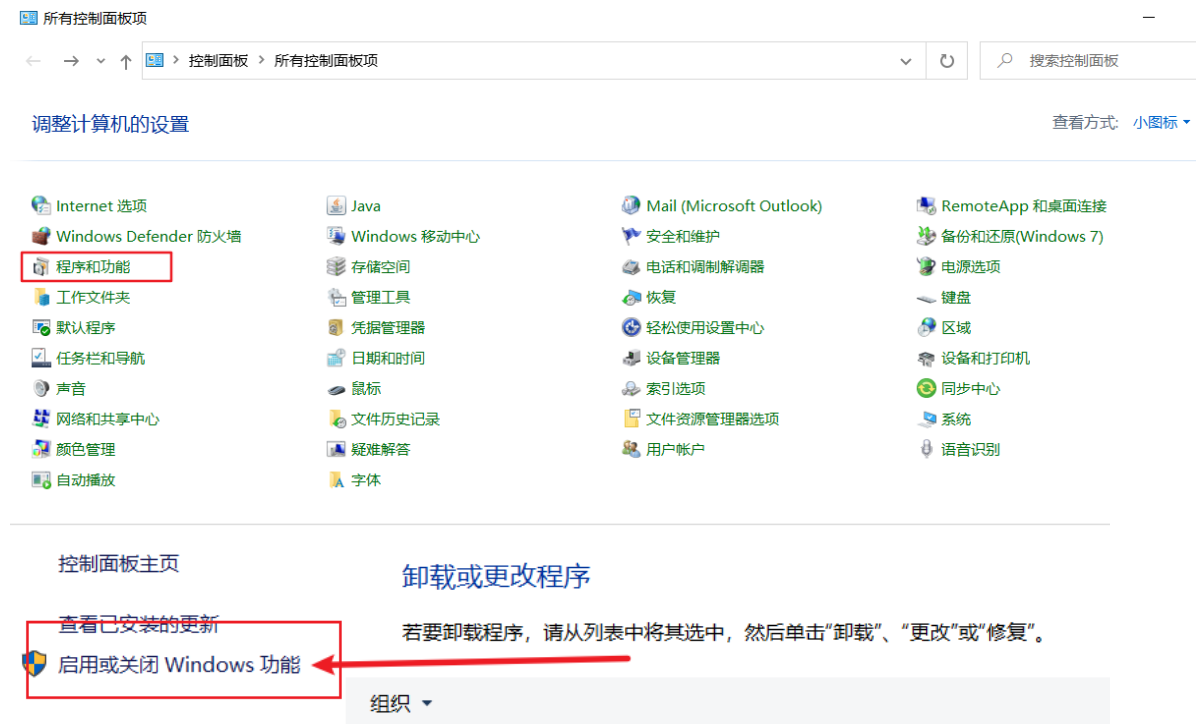 所有控制面板项
控制面板 > 所有控制面板项
搜索控制面板
调整计算机的设置
查看方式: 小图标
Internet 选项 Java Mail (Microsoft Outlook) RemoteApp 和桌面连接
Windows Defender 防火墙 Windows 移动中心 安全和维护 备份和还原(Windows 7)
程序和功能 存储空间 电话和调制解调器 电源选项
工作文件夹 管理工具 恢复 键盘
默认程序 凭据管理器 轻松使用设置中心 区域
任务栏和导航 日期和时间 设备管理器 设备和打印机
声音 鼠标 索引选项 同步中心
网络和共享中心 文件历史记录 文件资源管理器选项 系统
颜色管理 疑难解答 用户帐户 语音识别
自动播放 字体
控制面板主页
查看已安装的更新
启用或关闭 Windows 功能
卸载或更改程序
若要卸载程序，请从列表中将其选中，然后单击“卸载”、“更改”或“修复”。
组织